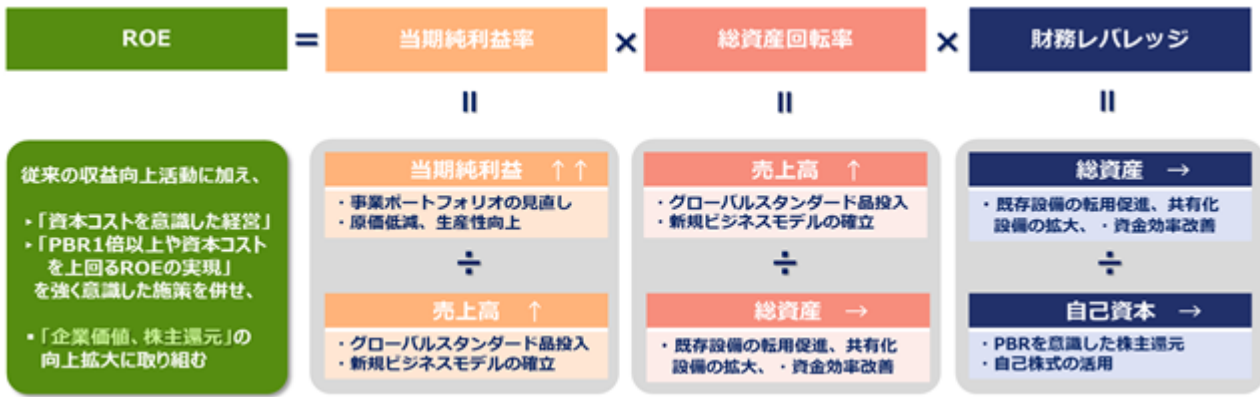 ROE = 当期純利益率 × 総資産回転率 × 財務レバレッジ
= = =
従来の収益向上活動に加え、
▸「資本コストを意識した経営」
▸「PBR1倍以上や資本コスト
を上回るROEの実現」
を強く意識した施策を併せ、
▪「企業価値、株主還元」の
向上拡大に取り組む
当期純利益 ↑↑
・事業ポートフォリオの見直し
・原価低減、生産性向上
÷
売上高 ↑
・グローバルスタンダード品投入
・新規ビジネスモデルの確立
売上高 ↑
・グローバルスタンダード品投入
・新規ビジネスモデルの確立
÷
総資産 →
・既存設備の転用促進、共有化
設備の拡大、・資金効率改善
総資産 →
・既存設備の転用促進、共有化
設備の拡大、・資金効率改善
÷
自己資本 →
・PBRを意識した株主還元
・自己株式の活用